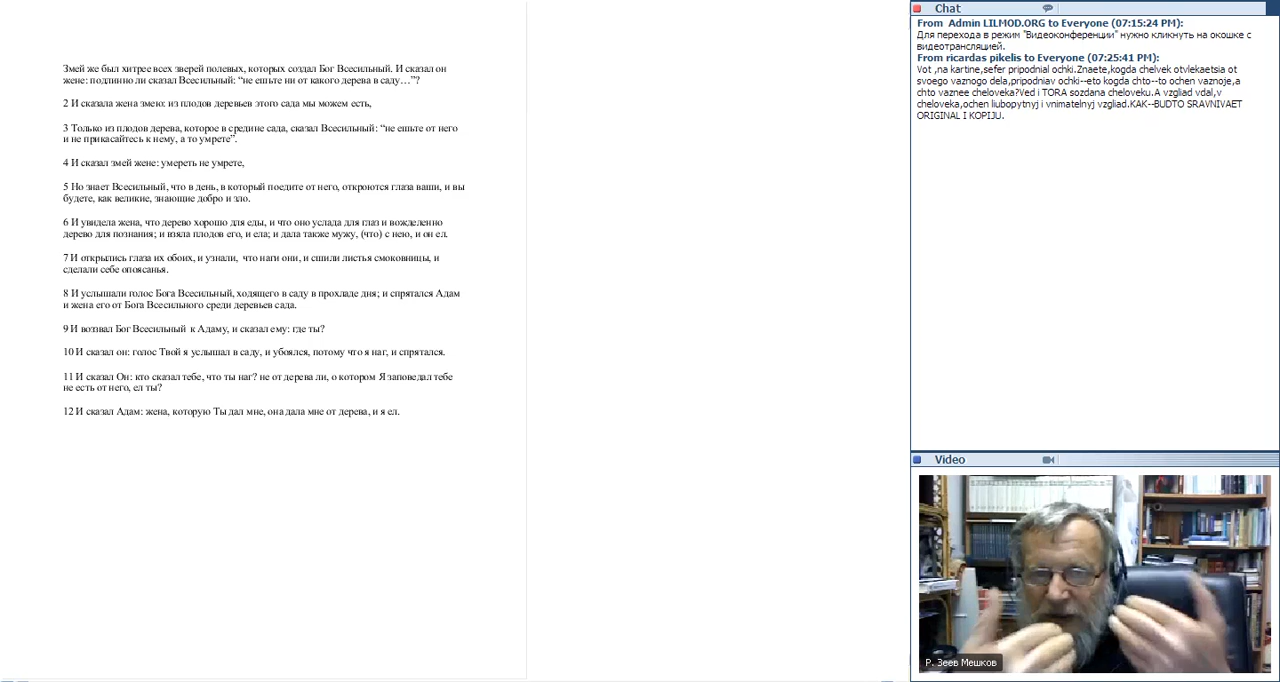 Змей же был хитрее всех зверей полевых, которых создал Бог Всесильный. И сказал он
жене: подлинно ли сказал Всесильный: “не ешьте ни от какого дерева в саду…”?
2 И сказала жена змею: из плодов деревьев этого сада мы можем есть,
3 Только из плодов дерева, которое в средине сада, сказал Всесильный: “не ешьте от него
и не прикасайтесь к нему, а то умрете”.
4 И сказал змей жене: умереть не умрете,
5 Но знает Всесильный, что в день, в который поедите от него, откроются глаза ваши, и вы
будете, как великие, знающие добро и зло.
6 И увидела жена, что дерево хорошо для еды, и что оно услада для глаз и вожделенно
дерево для познания; и взяла плодов его, и ела; и дала также мужу, (что) с нею, и он ел.
7 И открылись глаза их обоих, и узнали, что наги они, и сшили листья смоковницы, и
сделали себе опоясанья.
8 И услышали голос Бога Всесильный, ходящего в саду в прохладе дня; и спрятался Адам
и жена его от Бога Всесильного среди деревьев сада.
9 И воззвал Бог Всесильный к Адаму, и сказал ему: где ты?
10 И сказал он: голос Твой я услышал в саду, и убоялся, потому что я наг, и спрятался.
11 И сказал Он: кто сказал тебе, что ты наг? не от дерева ли, о котором Я заповедал тебе
не есть от него, ел ты?
12 И сказал Адам: жена, которую Ты дал мне, она дала мне от дерева, и я ел.
Chat
From Admin LILMOD.ORG to Everyone (07:15:24 PM):
Для перехода в режим "Видеоконференции" нужно кликнуть на окошке с
видеотрансляцией.
From ricardas pikelis to Everyone (07:25:41 PM):
Vot ,na kartine,sefer pripodnial ochki.Znaete,kogda chelvek otvlekaetsia ot
svoego vaznogo dela,pripodniav ochki--eto kogda chto--to ochen vaznoje,a
chto vaznee cheloveka?Ved i TORA sozdana cheloveku.A vzgliad vdal,v
cheloveka,ochen liubopytnyj i vnimatelnyj vzgliad.KAK--BUDTO SRAVNIVAET
ORIGINAL I KOPIJU.
Video
Р. Зеев Мешков